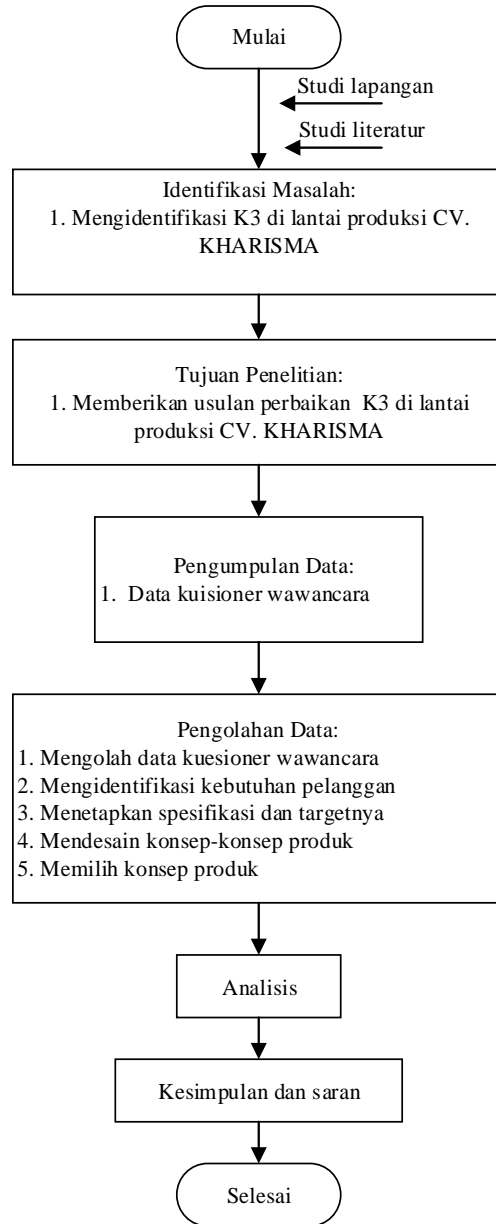 Mulai
Studi lapangan
Studi literatur
Identifikasi Masalah:
1. Mengidentifikasi K3 di lantai produksi CV.
KHARISMA
Tujuan Penelitian:
1. Memberikan usulan perbaikan K3 di lantai
produksi CV. KHARISMA
Pengumpulan Data:
1. Data kuisioner wawancara
Pengolahan Data:
1. Mengolah data kuesioner wawancara
2. Mengidentifikasi kebutuhan pelanggan
3. Menetapkan spesifikasi dan targetnya
4. Mendesain konsep-konsep produk
5. Memilih konsep produk
Analisis
Kesimpulan dan saran
Selesai